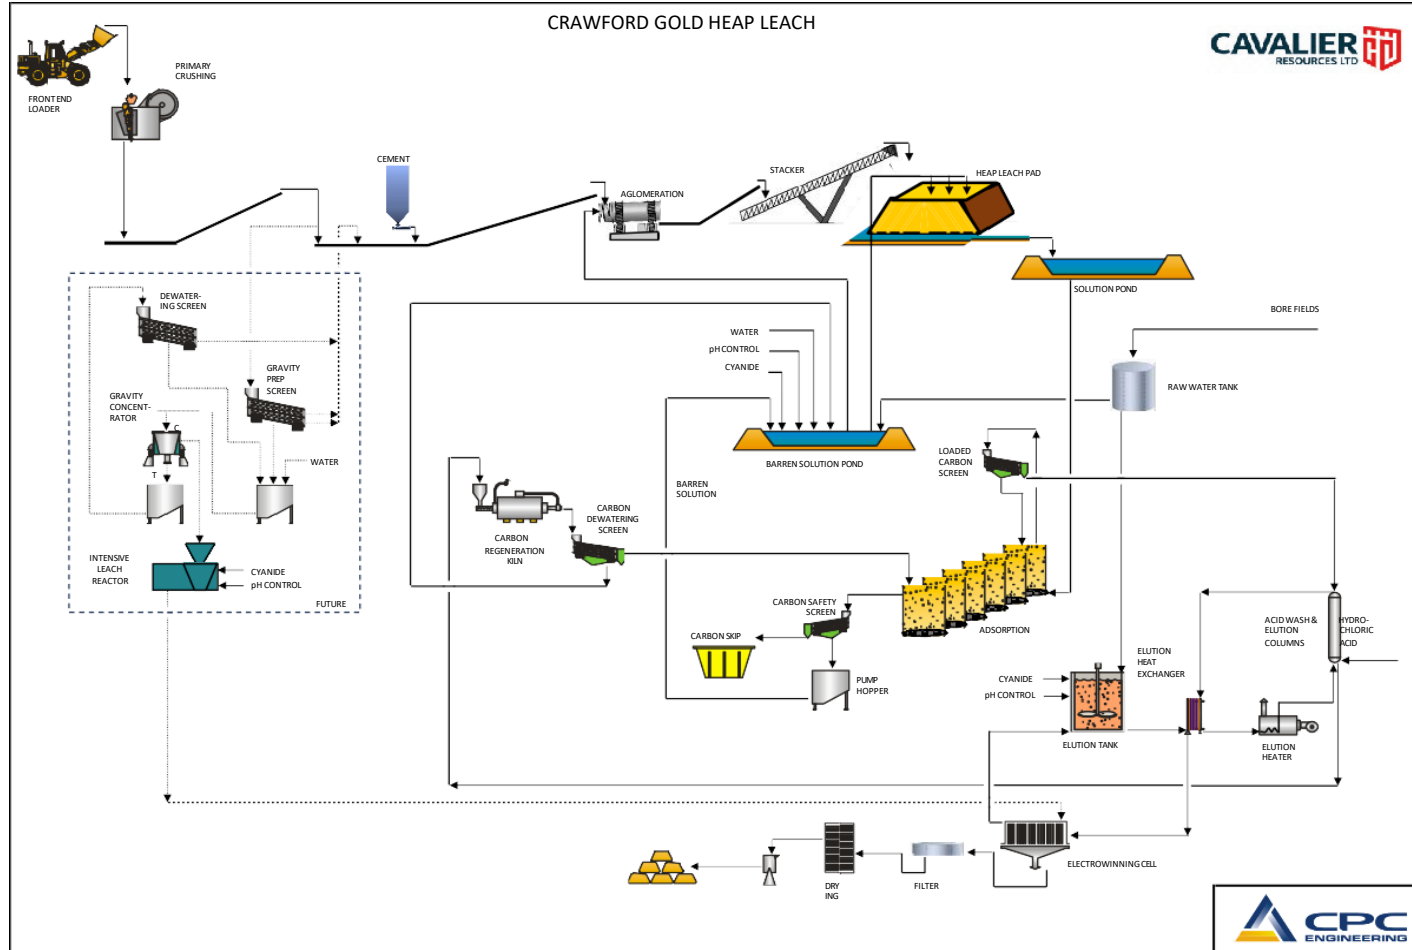 CRAWFORD GOLD HEAP LEACH
CAVALIER
RESOURCES LTD
PRIMARY
CRUSHING
FRONT END
LOADER
CEMENT
AGLOMERATION
STACKER
HEAP LEACH PAD
SOLUTION POND
BORE FIELDS
RAW WATER TANK
DEWATER-
ING SCREEN
GRAVITY
PREP
SCREEN
GRAVITY
CONCENT-
RATOR
C
T
WATER
INTENSIVE
LEACH
REACTOR
CYANIDE
pH CONTROL
FUTURE
WATER
pH CONTROL
CYANIDE
BARREN SOLUTION POND
BARREN
SOLUTION
LOADED
CARBON
SCREEN
CARBON
REGENERATION
KILN
CARBON
DEWATERING
SCREEN
CARBON SAFETY
SCREEN
ADSORPTION
CARBON SKIP
PUMP
HOPPER
ACID WASH &
ELUTION
COLUMNS
HYDRO-
CHLORIC
ACID
ELUTION
HEAT
EXCHANGER
CYANIDE
pH CONTROL
ELUTION TANK
ELUTION
HEATER
ELECTROWINNING CELL
FILTER
DRY
ING
CPC
ENGINEERING